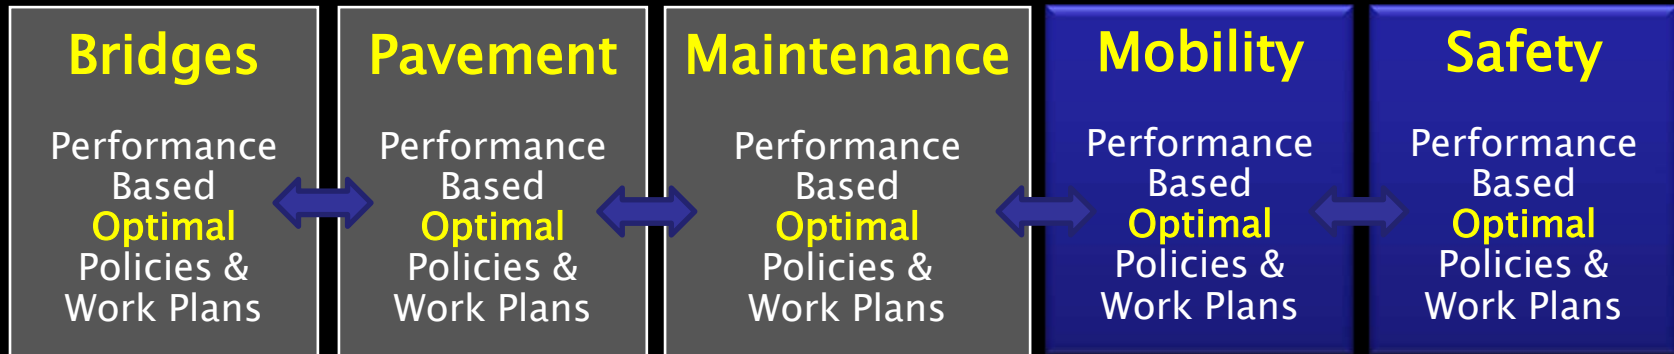 Bridges
Performance
Based
Optimal
Policies &
Work Plans
Pavement
Performance
Based
Optimal
Policies &
Work Plans
Maintenance
Performance
Based
Optimal
Policies &
Work Plans
Mobility
Performance
Based
Optimal
Policies &
Work Plans
Safety
Performance
Based
Optimal
Policies &
Work Plans